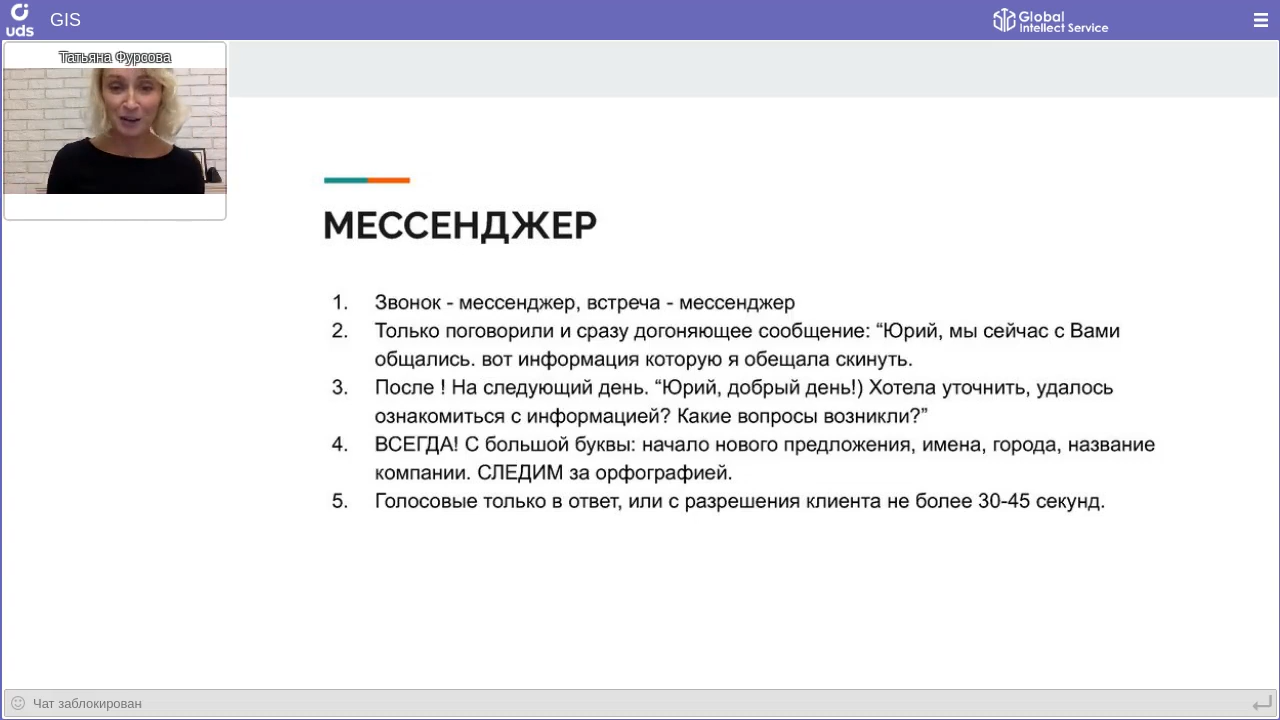 uds
GIS
Global
Intellect Service
Татьяна Фурсова
МЕССЕНДЖЕР
1. Звонок - мессенджер, встреча - мессенджер
2. Только поговорили и сразу догоняющее сообщение: “Юрий, мы сейчас с Вами
общались. вот информация которую я обещала скинуть.
3. После ! На следующий день. “Юрий, добрый день!) Хотела уточнить, удалось
ознакомиться с информацией? Какие вопросы возникли?”
4. ВСЕГДА! С большой буквы: начало нового предложения, имена, города, название
компании. СЛЕДИМ за орфографией.
5. Голосовые только в ответ, или с разрешения клиента не более 30-45 секунд.
Чат заблокирован